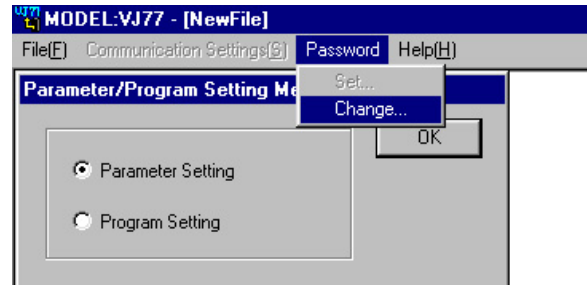 VJ77 MODEL:VJ77 - [NewFile]
File(F) Communication Settings(S) Password Help(H)
Parameter/Program Setting Me
Set...
Change...
OK
Parameter Setting
Program Setting